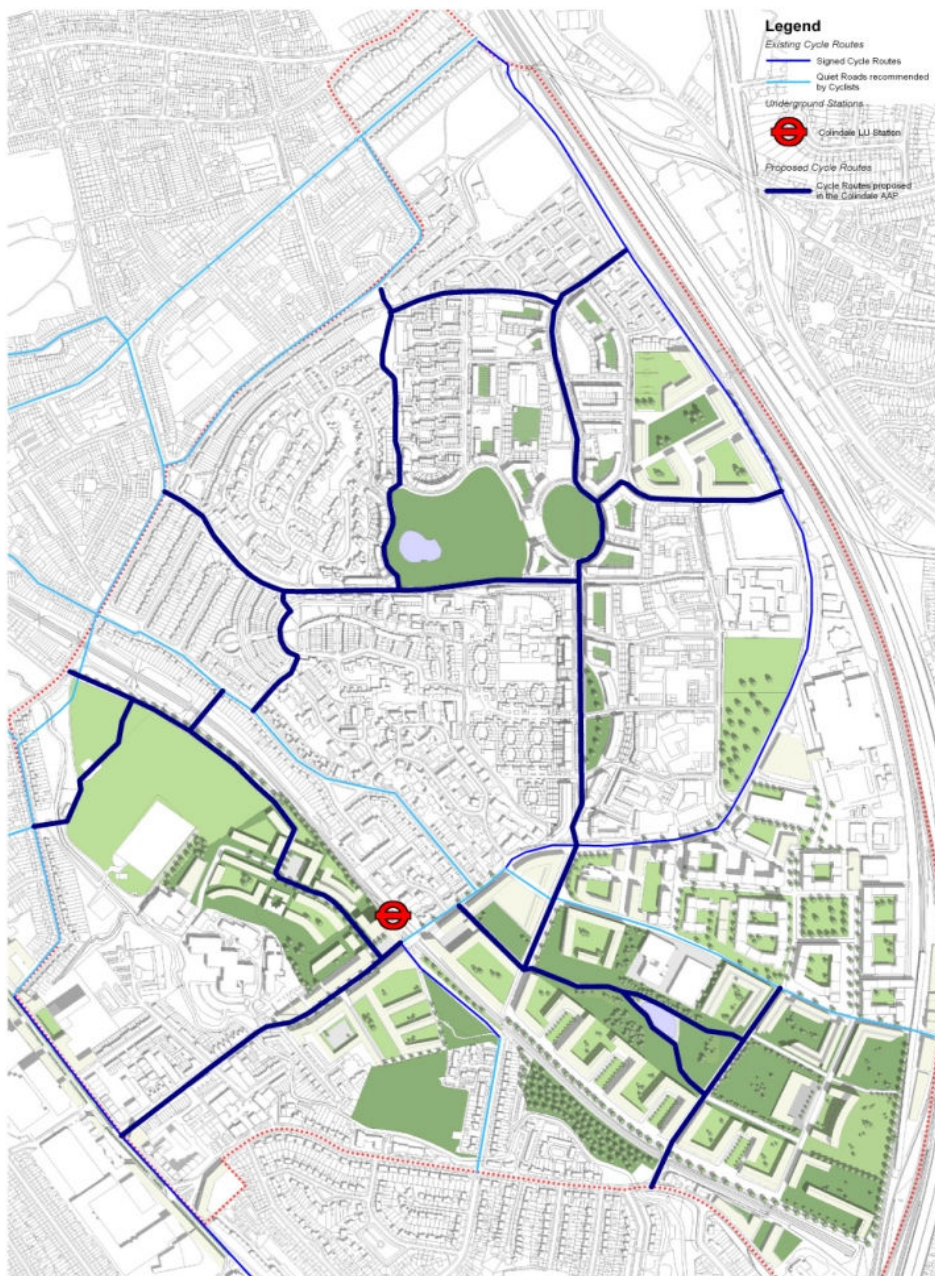 Legend
Existing Cycle Routes
Signed Cycle Routes
Quiet Roads recommended
by Cyclists
Underground Stations
Colindale LU Station
Proposed Cycle Routes
Cycle Routes proposed
in the Colindale AAP